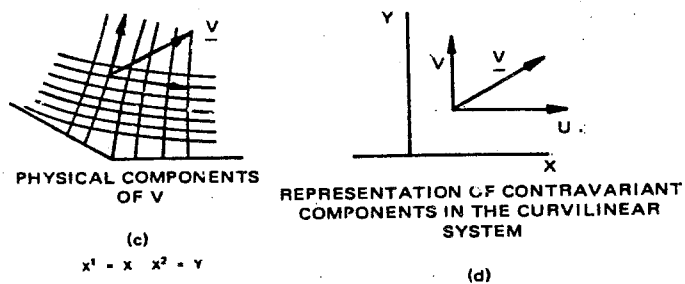 V
PHYSICAL COMPONENTS
OF V
(c)
X¹ = X X² = Y
Y
V
V
U
X
REPRESENTATION OF CONTRAVARIANT
COMPONENTS IN THE CURVILINEAR
SYSTEM
(d)